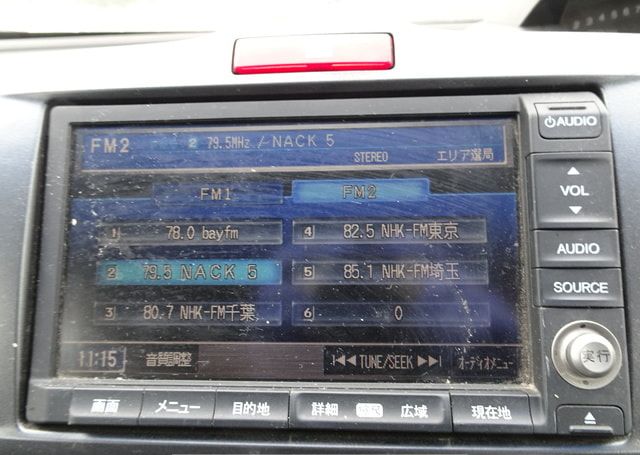 FM2 2 79.5MHz / NACK 5
STEREO エリア選局
FM1 FM2
1 78.0 bayfm
2 79.5 NACK 5
3 80.7 NHK-FM千葉
4 82.5 NHK-FM東京
5 85.1 NHK-FM埼玉
6 0
11:15 音質調整 |◀◀ TUNE/SEEK ▶▶| オーディオメニュー
画面 メニュー 目的地 詳細 広域 現在地
AUDIO
▲
VOL
▼
AUDIO
SOURCE
実行